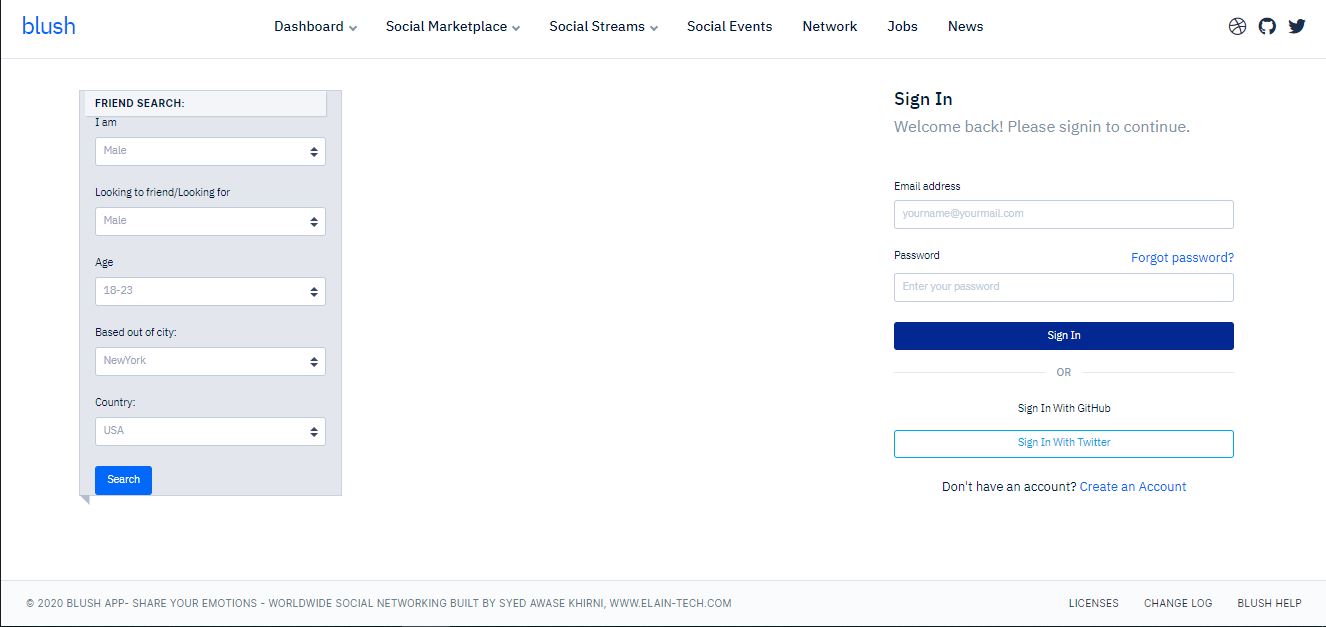 blush
Dashboard Social Marketplace Social Streams Social Events Network Jobs News
FRIEND SEARCH:
I am
Male
Looking to friend/Looking for
Male
Age
18-23
Based out of city:
NewYork
Country:
USA
Search
Sign In
Welcome back! Please signin to continue.
Email address
yourname@yourmail.com
Password Forgot password?
Enter your password
Sign In
OR
Sign In With GitHub
Sign In With Twitter
Don't have an account? Create an Account
© 2020 BLUSH APP- SHARE YOUR EMOTIONS - WORLDWIDE SOCIAL NETWORKING BUILT BY SYED AWASE KHIRNI, WWW.ELAIN-TECH.COM LICENSES CHANGE LOG BLUSH HELP